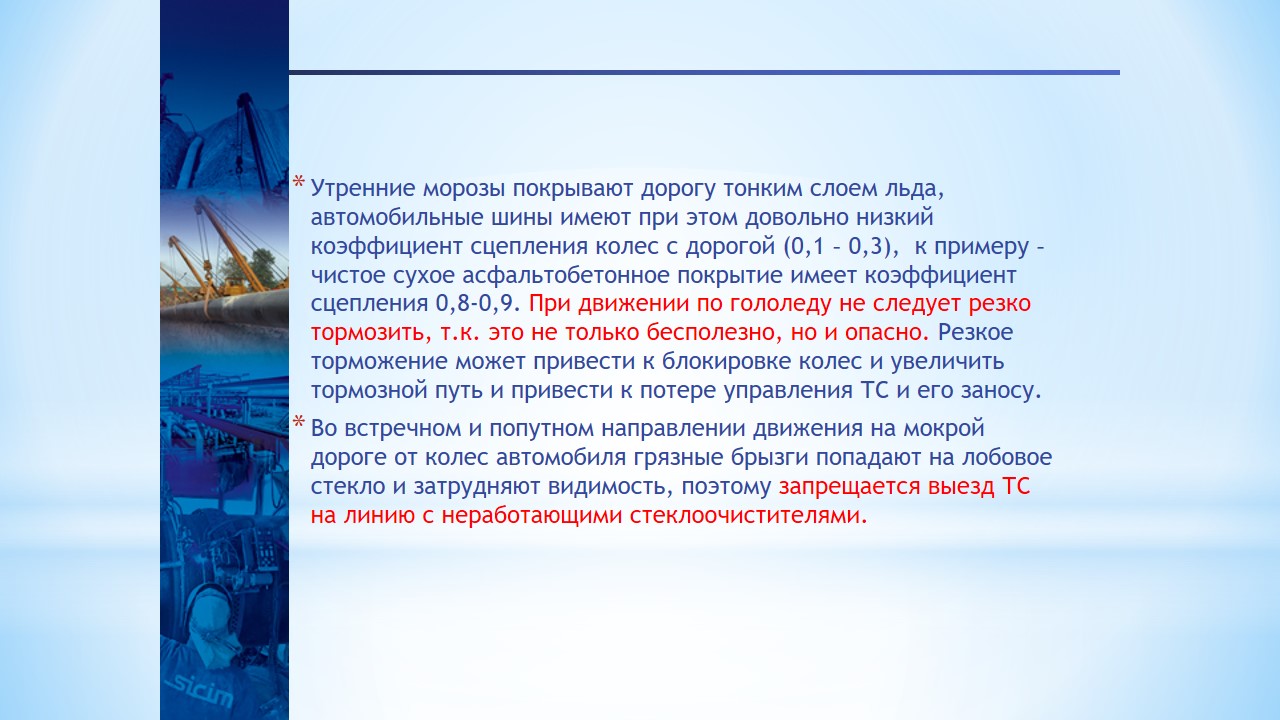 * Утренние морозы покрывают дорогу тонким слоем льда,
автомобильные шины имеют при этом довольно низкий
коэффициент сцепления колес с дорогой (0,1 – 0,3),  к примеру –
чистое сухое асфальтобетонное покрытие имеет коэффициент
сцепления 0,8-0,9. При движении по гололеду не следует резко
тормозить, т.к. это не только бесполезно, но и опасно. Резкое
торможение может привести к блокировке колес и увеличить
тормозной путь и привести к потере управления ТС и его заносу.
* Во встречном и попутном направлении движения на мокрой
дороге от колес автомобиля грязные брызги попадают на лобовое
стекло и затрудняют видимость, поэтому запрещается выезд ТС
на линию с неработающими стеклоочистителями.
sicim